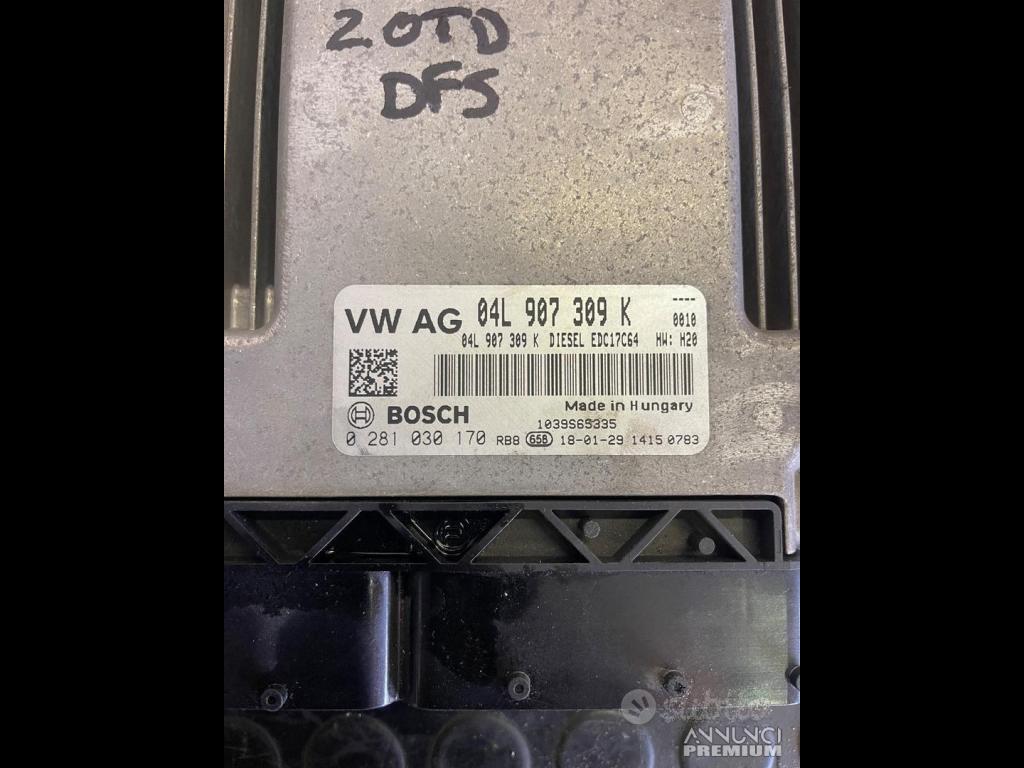 2.0TD
DFS
VW AG 04L 907 309 K ----
0010
04L 907 309 K DIESEL EDC17C64 HW: H20
Made in Hungary
BOSCH
1039S65335
0 281 030 170 RB8 658 18-01-29 1415 0783
subito
ANNUNCI
PREMIUM